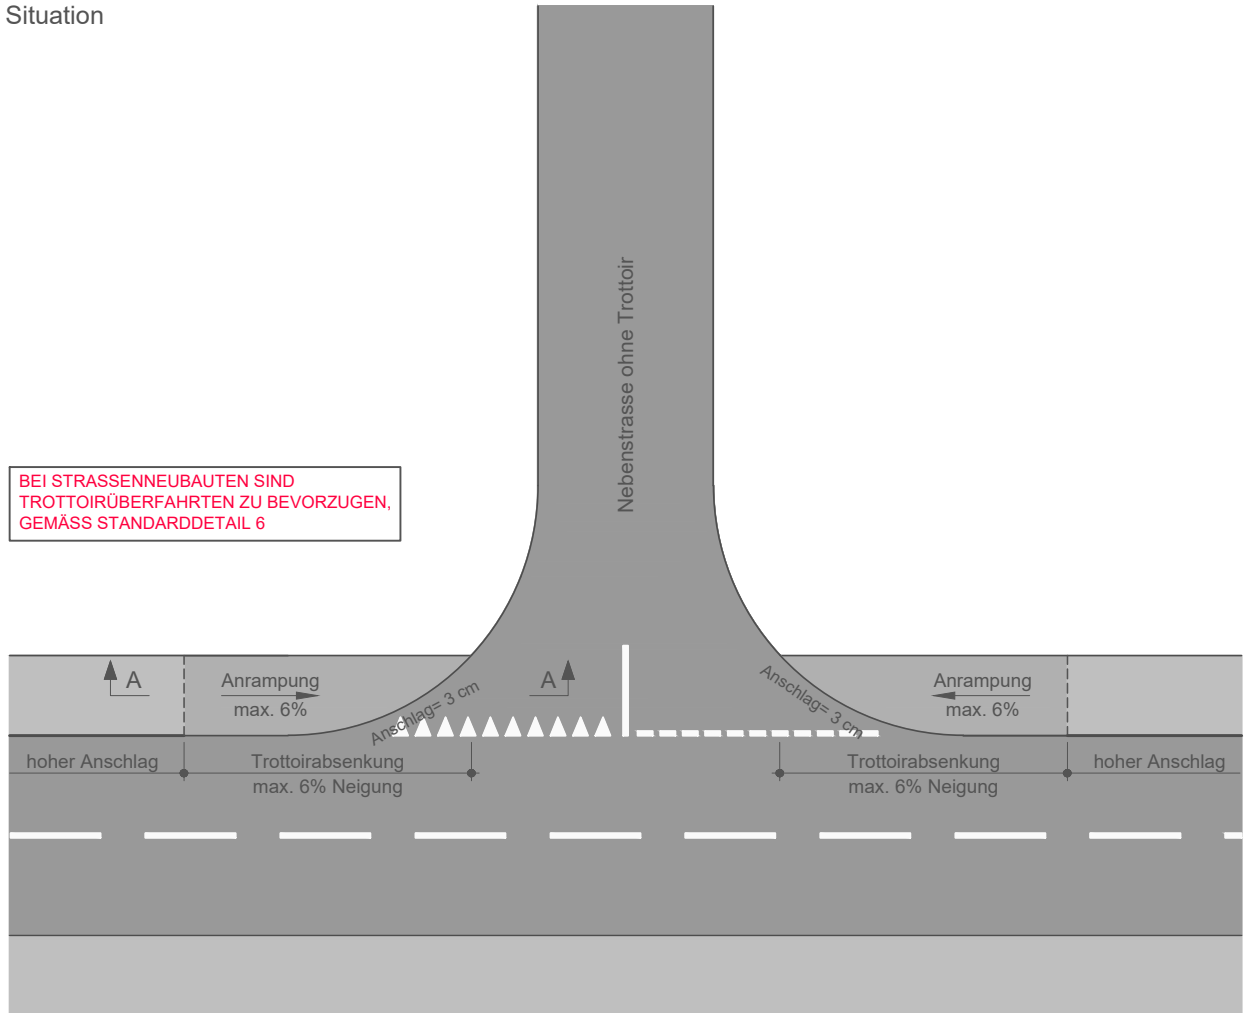 Situation
Nebenstrasse ohne Trottoir
BEI STRASSENNEUBAUTEN SIND
TROTTOIRÜBERFAHRTEN ZU BEVORZUGEN,
GEMÄSS STANDARDDETAIL 6
A
Anrampung
max. 6%
Anschlag= 3 cm
A
Anschlag= 3 cm
Anrampung
max. 6%
hoher Anschlag
Trottoirabsenkung
max. 6% Neigung
Trottoirabsenkung
max. 6% Neigung
hoher Anschlag